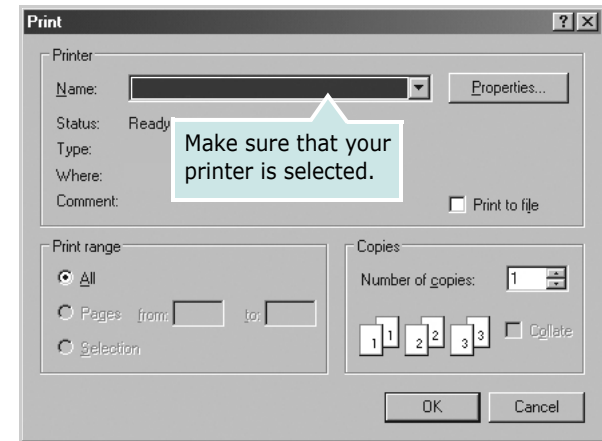 Print
Printer
Name:
Properties...
Status: Ready
Type:
Where:
Comment:
Make sure that your
printer is selected.
Print to file
Print range
All
Pages from: to:
Selection
Copies
Number of copies: 1
1 1 2 2 3 3 Collate
OK Cancel